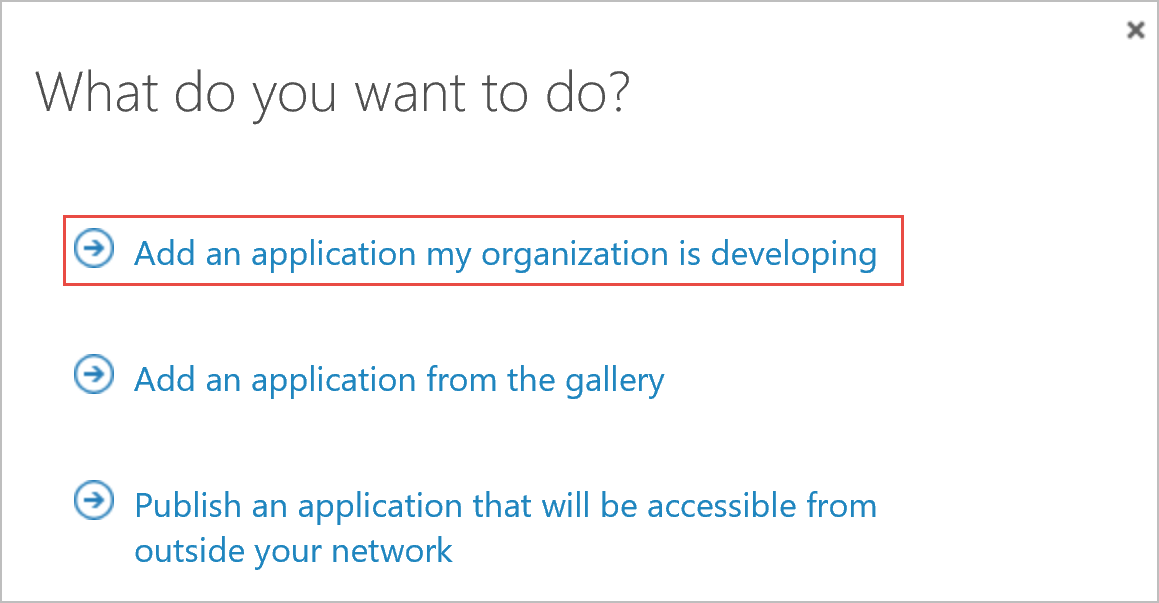 What do you want to do?
Add an application my organization is developing
Add an application from the gallery
Publish an application that will be accessible from
outside your network